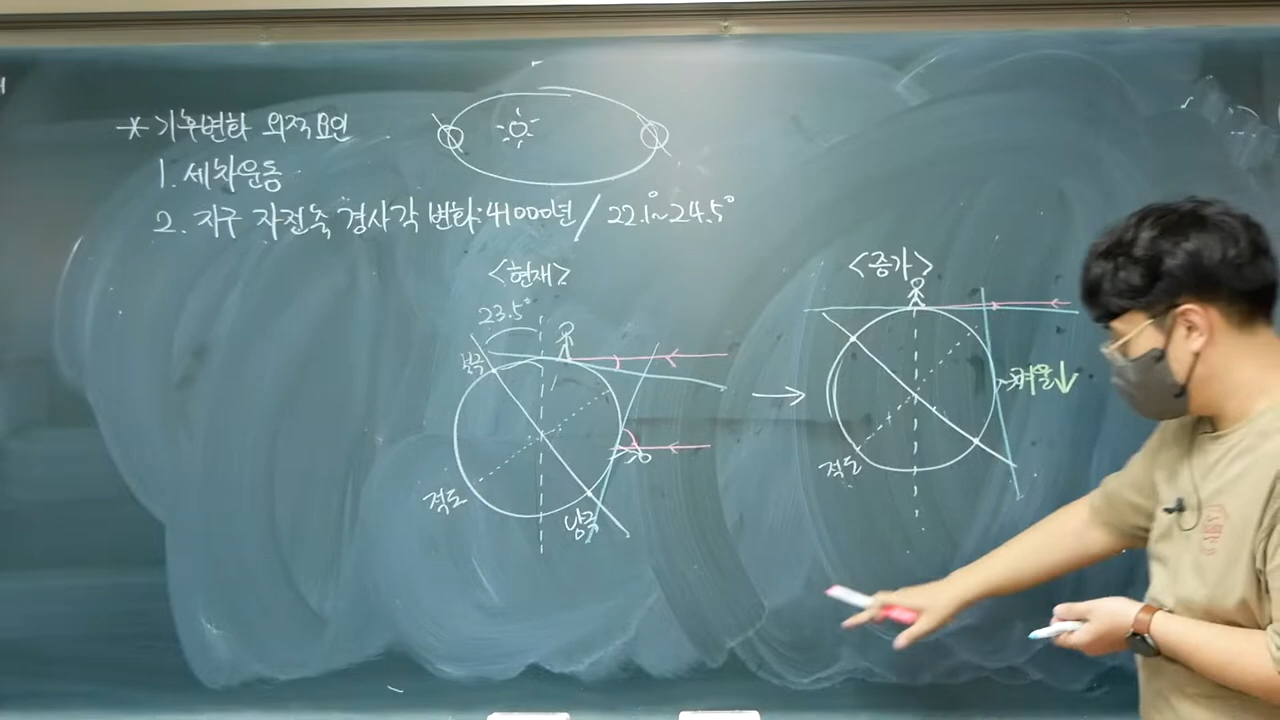 * 기후변화 외적요인
1. 세차운동
2. 지구 자전축 경사각 변화:41000년 / 22.1°~24.5°
<현재>
<증가>
23.5°
북극
겨울↓
적도
적도
남극